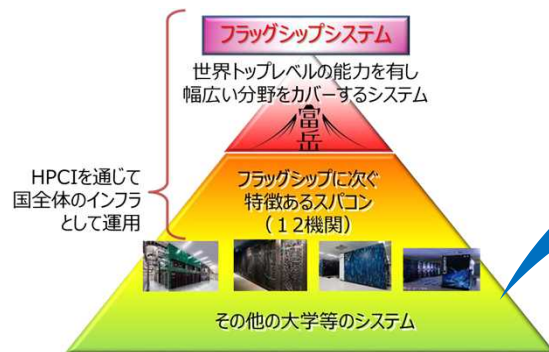 フラッグシップシステム
世界トップレベルの能力を有し
幅広い分野をカバーするシステム
富岳
HPCIを通じて
国全体のインフラ
として運用
フラッグシップに次ぐ
特徴あるスパコン
（１２機関）
その他の大学等のシステム